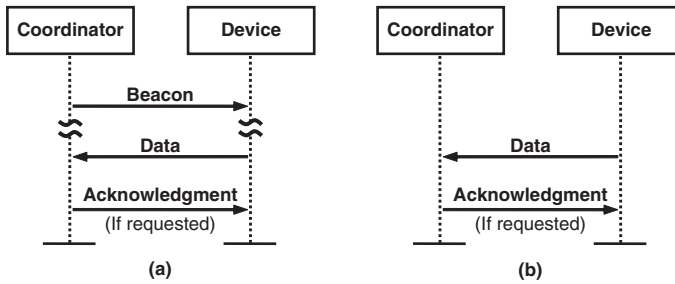 Coordinator
Device
Beacon
Data
Acknowledgment
(If requested)
(a)
Coordinator
Device
Data
Acknowledgment
(If requested)
(b)